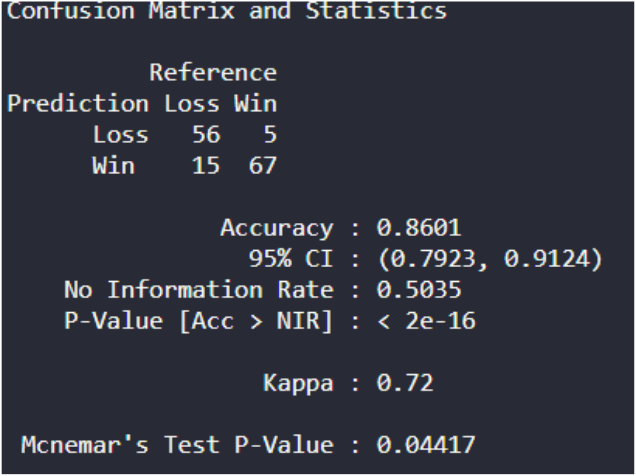 Confusion Matrix and Statistics
Reference
Prediction Loss Win
Loss 56 5
Win 15 67
Accuracy : 0.8601
95% CI : (0.7923, 0.9124)
No Information Rate : 0.5035
P-Value [Acc > NIR] : < 2e-16
Kappa : 0.72
Mcnemar's Test P-Value : 0.04417